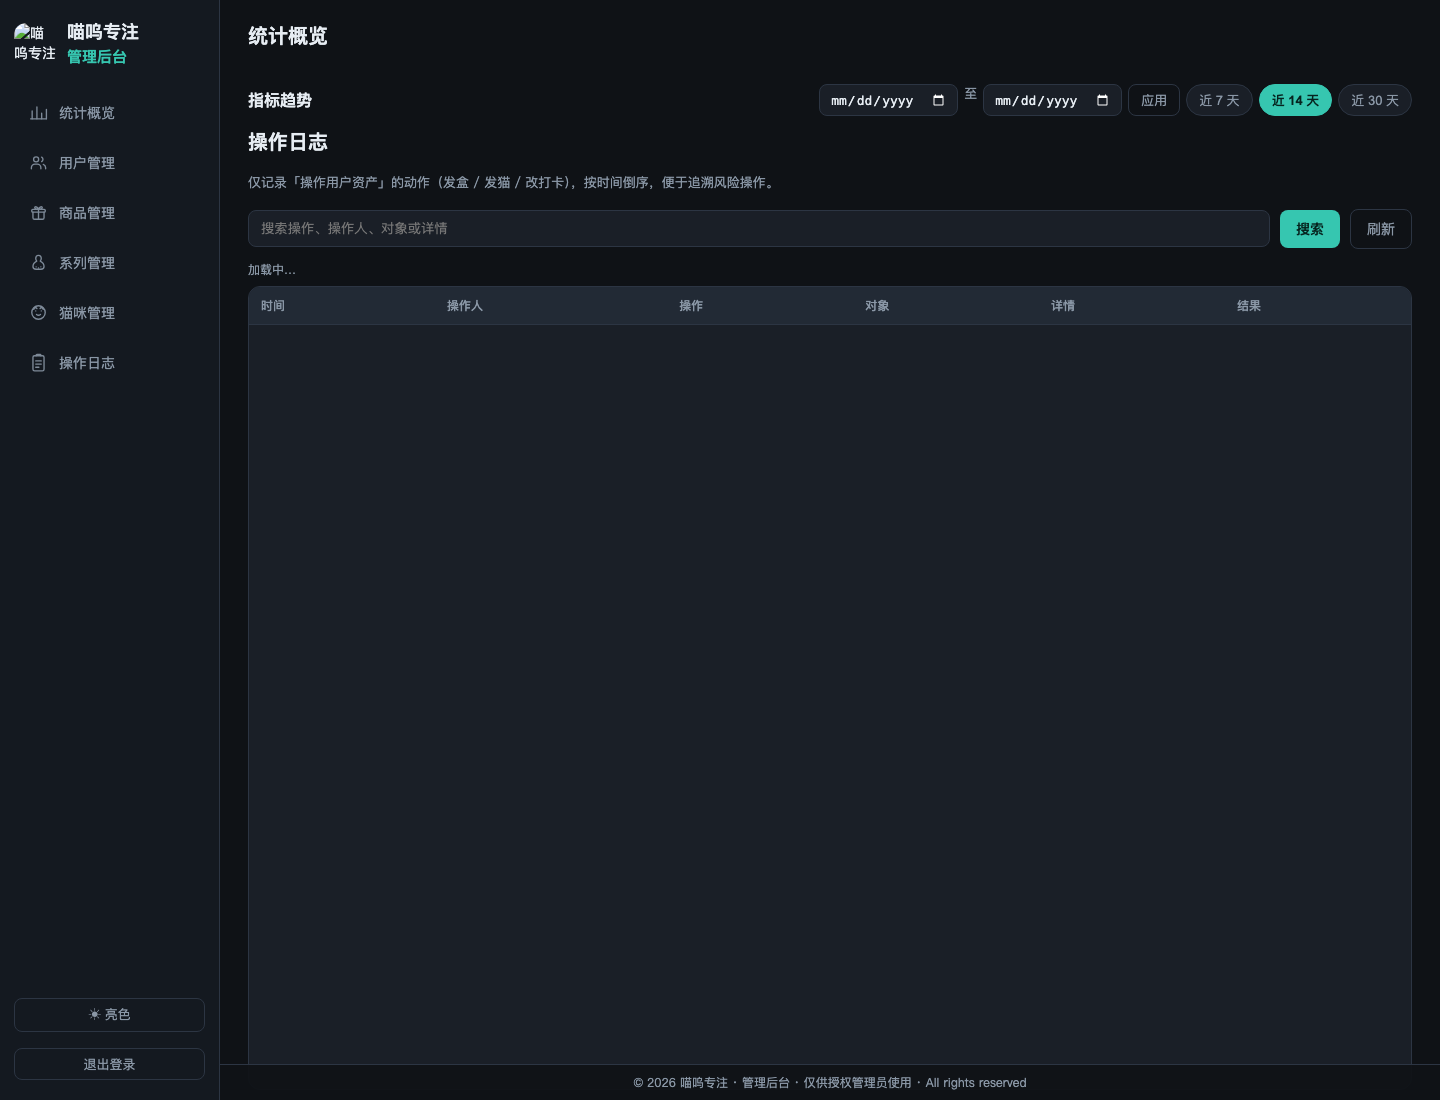 喵呜专注
喵呜专注
管理后台
统计概览
用户管理
商品管理
系列管理
猫咪管理
操作日志
☀ 亮色
退出登录
统计概览
指标趋势
mm/dd/yyyy 至 mm/dd/yyyy 应用 近 7 天 近 14 天 近 30 天
操作日志
仅记录「操作用户资产」的动作（发盒 / 发猫 / 改打卡），按时间倒序，便于追溯风险操作。
搜索操作、操作人、对象或详情 搜索 刷新
加载中…
时间 操作人 操作 对象 详情 结果
© 2026 喵呜专注 · 管理后台 · 仅供授权管理员使用 · All rights reserved